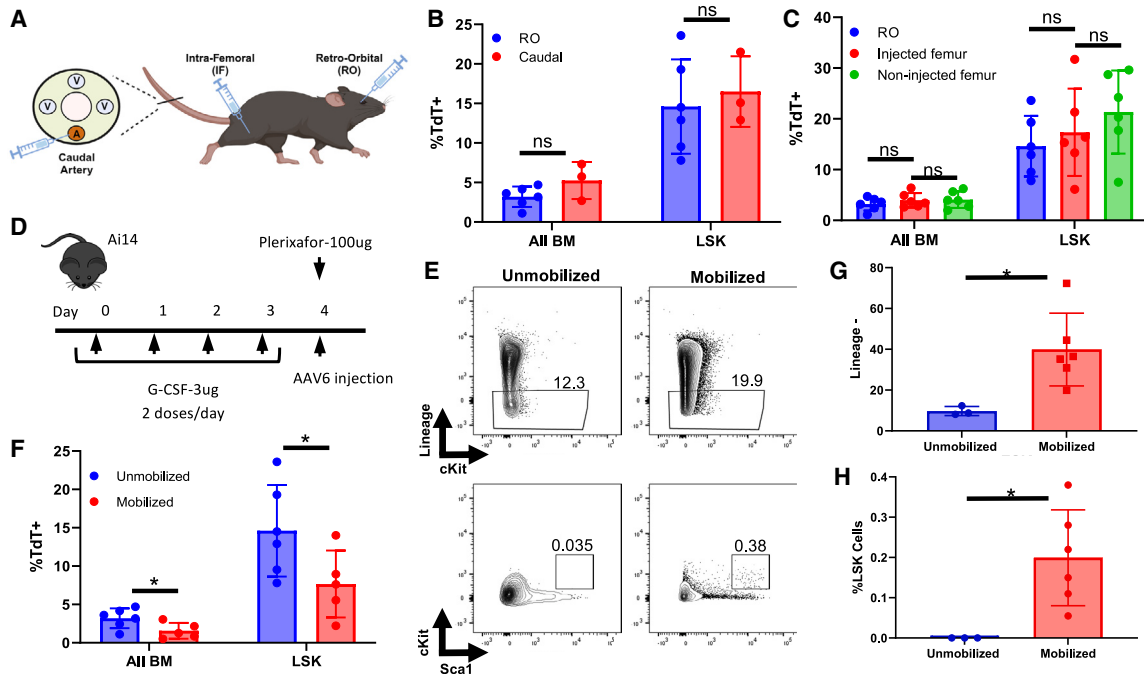 A
Intra-Femoral
(IF)
Retro-Orbital
(RO)
V
V
V
A
Caudal
Artery
B
RO
Caudal
ns
ns
%TdT+
25
20
15
10
5
0
All BM
LSK
C
RO
Injected femur
Non-injected femur
ns
ns
ns
ns
%TdT+
40
30
20
10
0
All BM
LSK
D
Ai14
Plerixafor-100ug
Day
0
1
2
3
4
G-CSF-3ug
2 doses/day
AAV6 injection
E
Unmobilized
Mobilized
12.3
19.9
Lineage
cKit
0.035
0.38
cKit
Sca1
F
Unmobilized
Mobilized
*
*
%TdT+
25
20
15
10
5
0
All BM
LSK
G
*
Lineage -
80
60
40
20
0
Unmobilized
Mobilized
H
*
%LSK Cells
0.4
0.3
0.2
0.1
0.0
Unmobilized
Mobilized